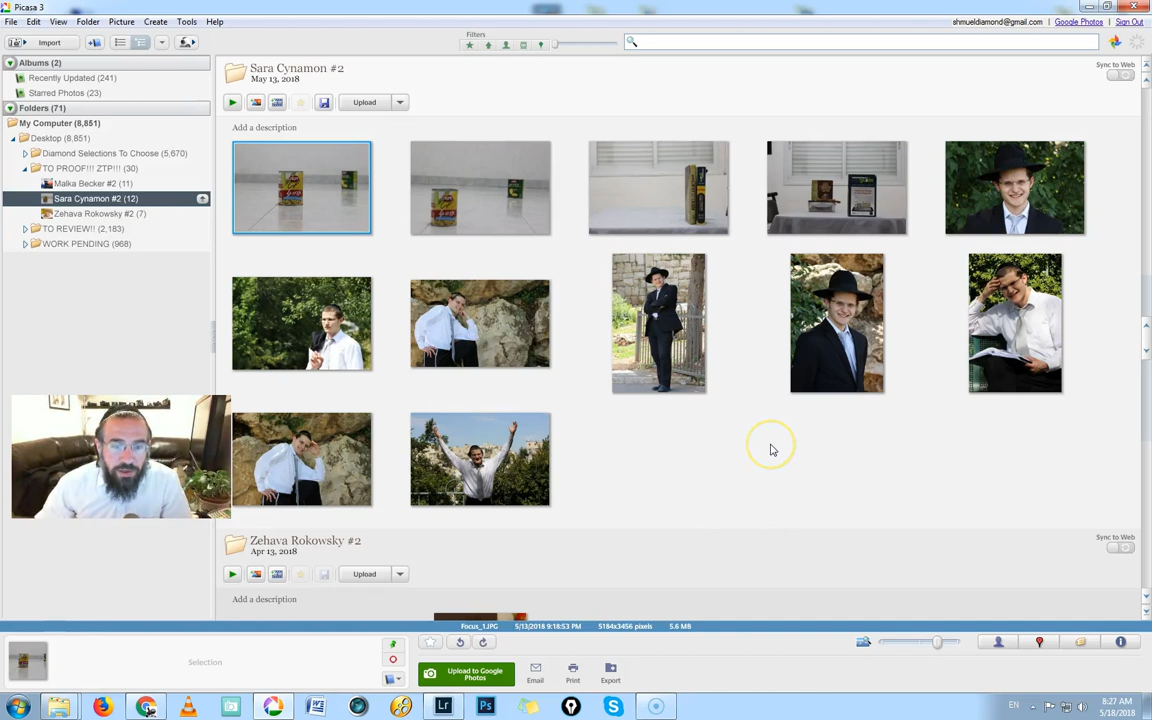 Picasa 3
File Edit View Folder Picture Create Tools Help
shmueldiamond@gmail.com Google Photos Sign Out
Import
Filters
Albums (2)
Recently Updated (241)
Starred Photos (23)
Folders (71)
My Computer (8,851)
Desktop (8,851)
Diamond Selections To Choose (5,670)
TO PROOF!!! ZTP!!! (30)
Malka Becker #2 (11)
Sara Cynamon #2 (12)
Zehava Rokowsky #2 (7)
TO REVIEW!! (2,183)
WORK PENDING (968)
Sara Cynamon #2
May 13, 2018
Sync to Web
Upload
Add a description
Zehava Rokowsky #2
Apr 13, 2018
Sync to Web
Upload
Add a description
Focus_1.JPG 5/13/2018 9:18:53 PM 5184x3456 pixels 5.6 MB
Selection
Upload to Google
Photos
Email
Print
Export
Lr
Ps
EN
8:27 AM
5/18/2018